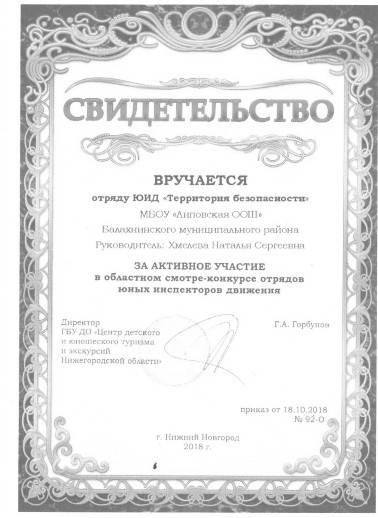 СВИДЕТЕЛЬСТВО
ВРУЧАЕТСЯ
отряду ЮИД «Территория безопасности»
МБОУ «Липовская ООШ»
Балахнинского муниципального района
Руководитель: Хмелева Наталья Сергеевна
ЗА АКТИВНОЕ УЧАСТИЕ
в областном смотре-конкурсе отрядов
юных инспекторов движения
Директор
ГБУ ДО «Центр детского
и юношеского туризма
и экскурсий
Нижегородской области»
Г.А. Горбунов
приказ от 18.10.2018
№ 92-О
г. Нижний Новгород
2018 г.